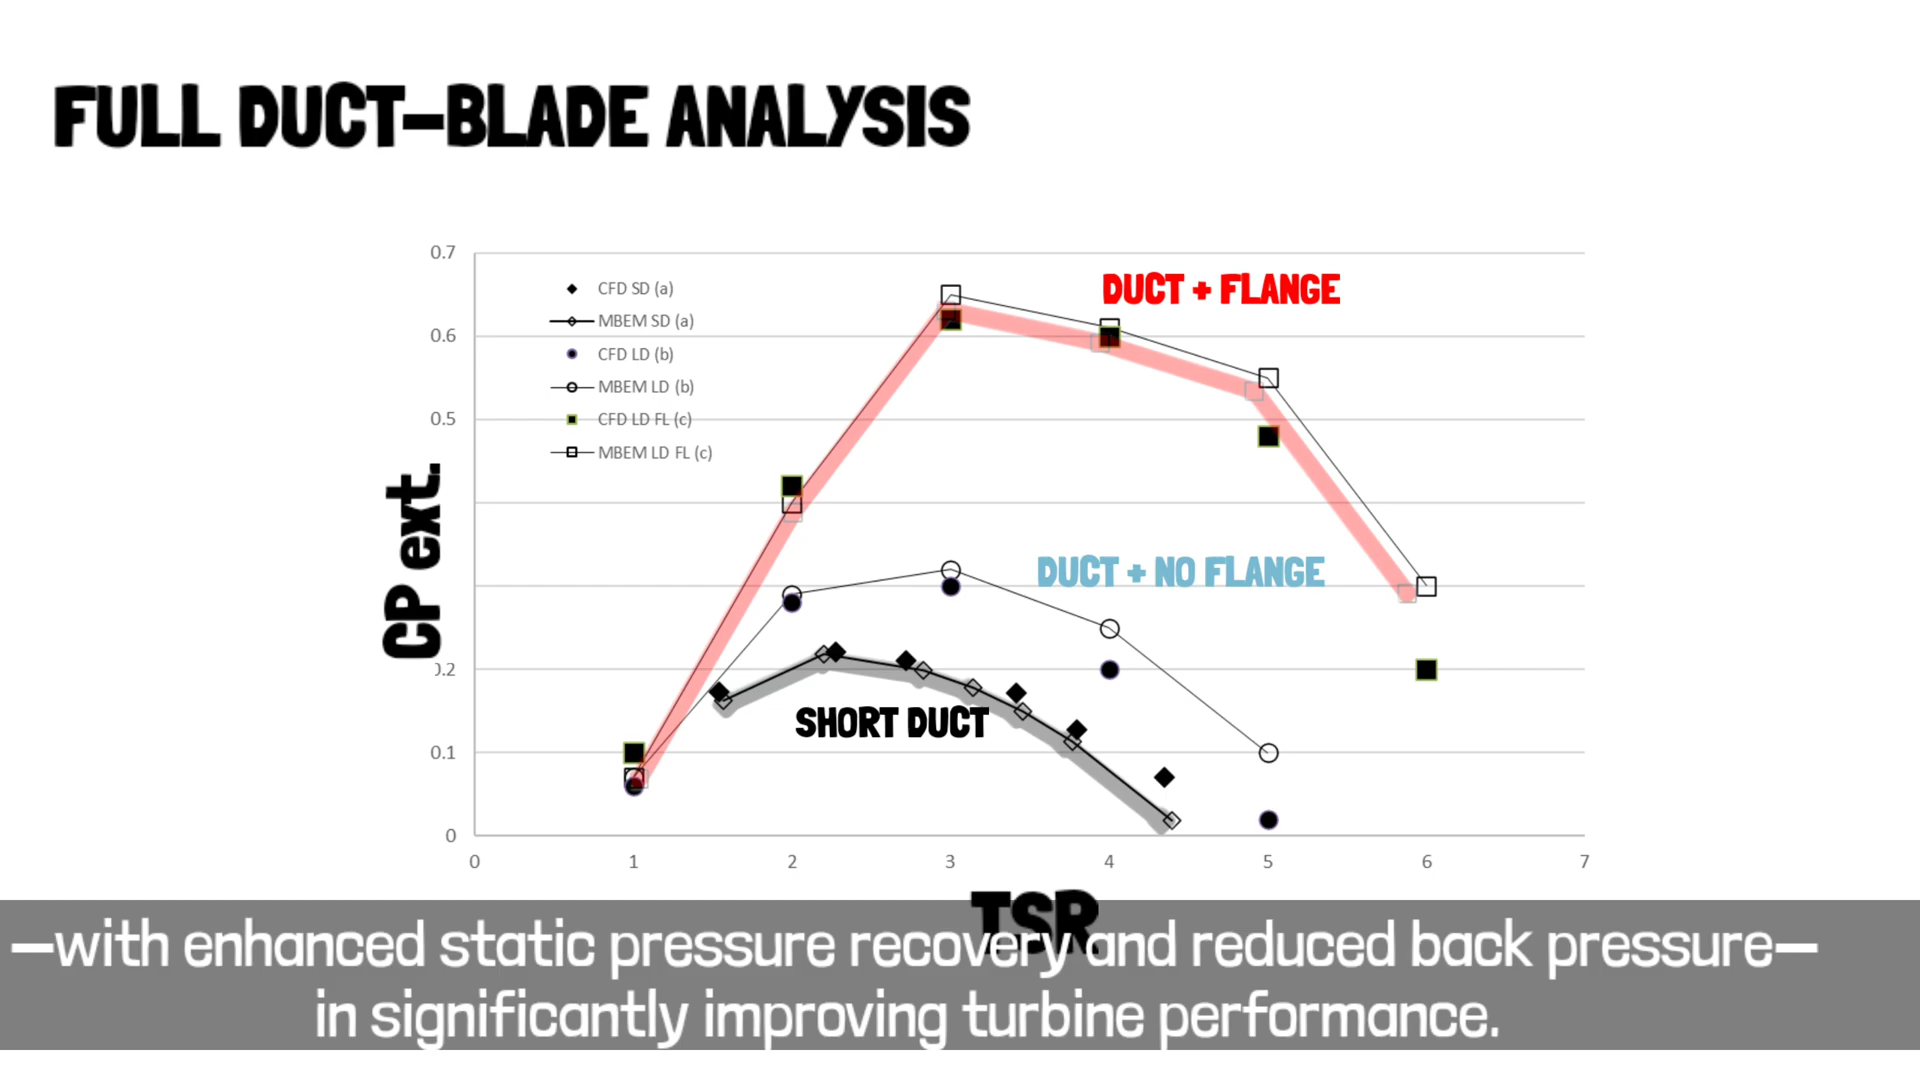 FULL DUCT–BLADE ANALYSIS
0.7
DUCT + FLANGE
CFD SD (a)
MBEM SD (a)
0.6
CFD LD (b)
MBEM LD (b)
0.5
CFD LD FL (c)
MBEM LD FL (c)
CP ext.
DUCT + NO FLANGE
0.2
SHORT DUCT
0.1
0
0 1 2 3 4 5 6 7
TSR
—with enhanced static pressure recovery and reduced back pressure—
in significantly improving turbine performance.